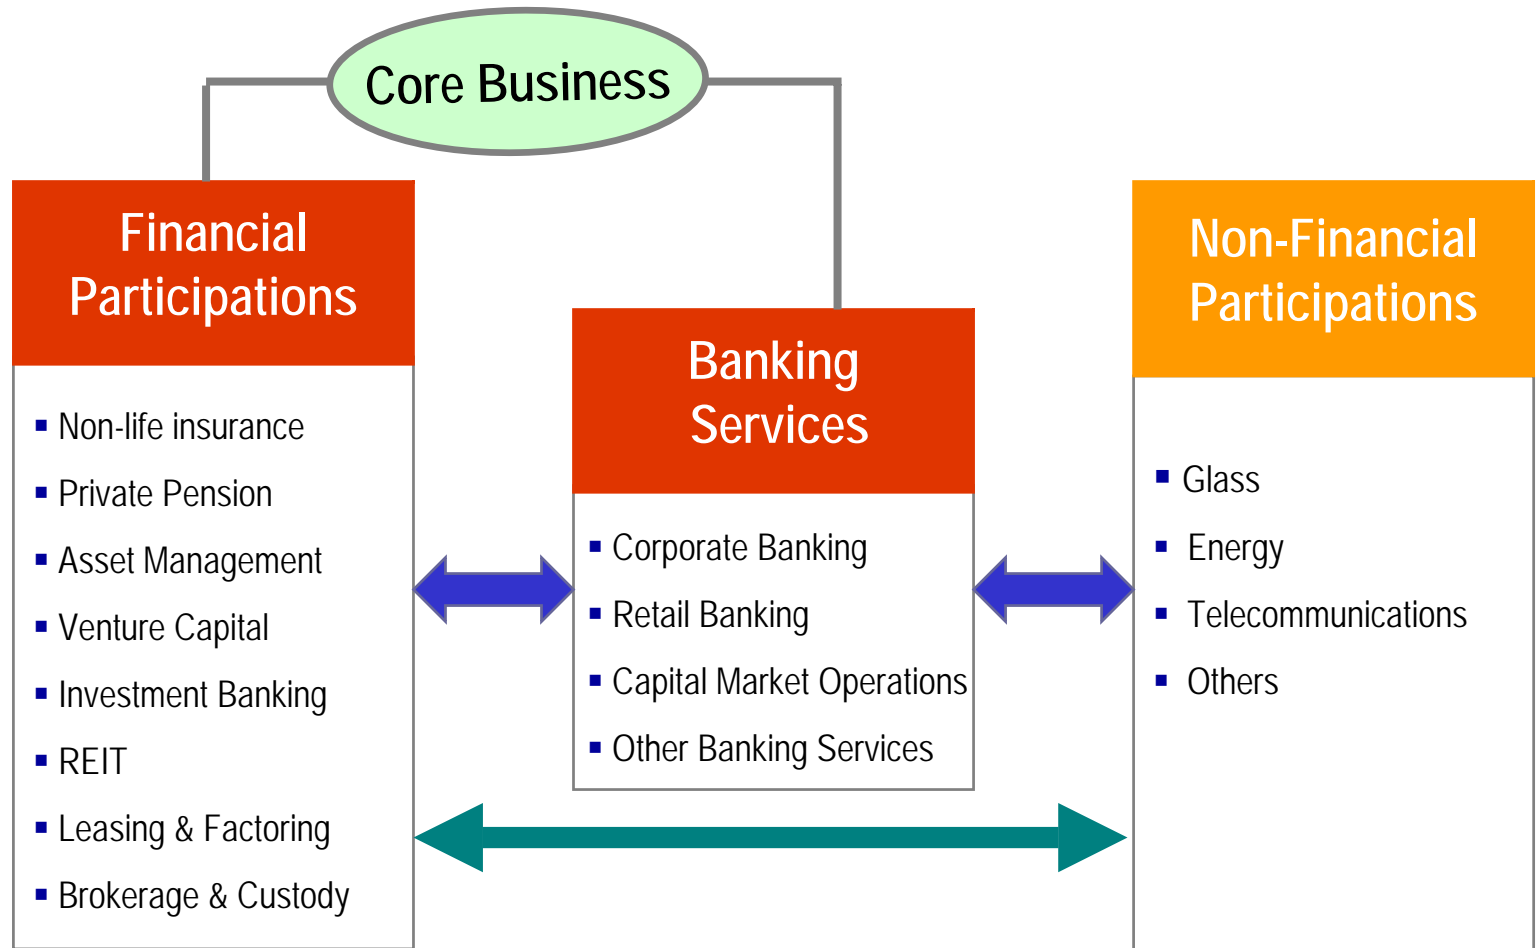 Core Business
Financial
Participations
Non-life insurance
Private Pension
Asset Management
Venture Capital
Investment Banking
REIT
Leasing & Factoring
Brokerage & Custody
Banking
Services
Corporate Banking
Retail Banking
Capital Market Operations
Other Banking Services
Non-Financial
Participations
Glass
Energy
Telecommunications
Others